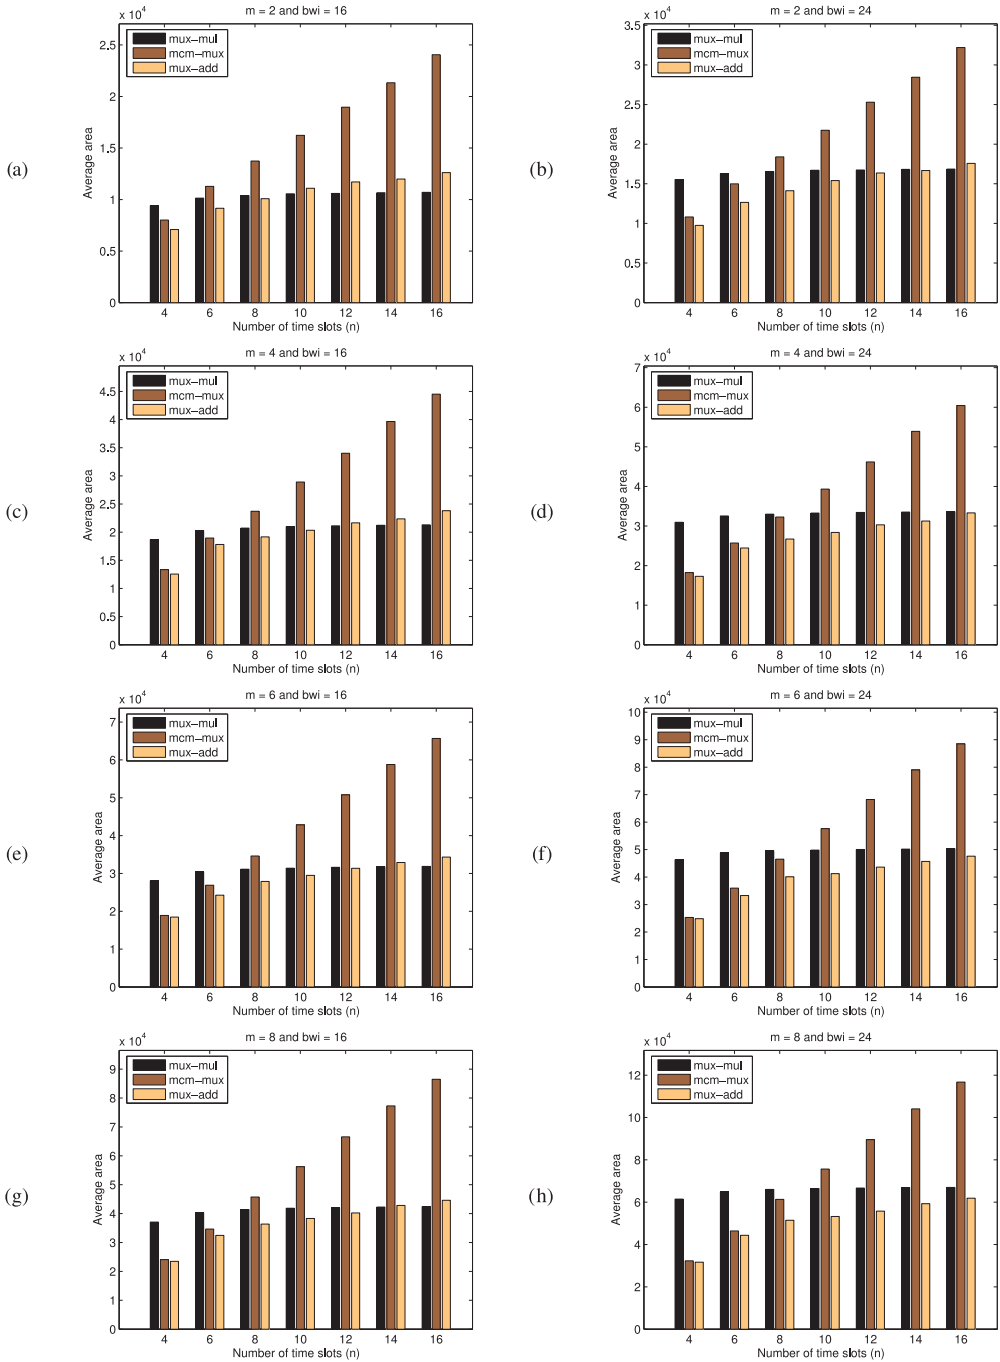 (a)
m = 2 and bwi = 16
x 10^4
mux-mul
mcm-mux
mux-add
Average area
2.5
2
1.5
1
0.5
0
4 6 8 10 12 14 16
Number of time slots (n)
(b)
m = 2 and bwi = 24
x 10^4
mux-mul
mcm-mux
mux-add
Average area
3.5
3
2.5
2
1.5
1
0.5
0
4 6 8 10 12 14 16
Number of time slots (n)
(c)
m = 4 and bwi = 16
x 10^4
mux-mul
mcm-mux
mux-add
Average area
4.5
4
3.5
3
2.5
2
1.5
1
0.5
0
4 6 8 10 12 14 16
Number of time slots (n)
(d)
m = 4 and bwi = 24
x 10^4
mux-mul
mcm-mux
mux-add
Average area
7
6
5
4
3
2
1
0
4 6 8 10 12 14 16
Number of time slots (n)
(e)
m = 6 and bwi = 16
x 10^4
mux-mul
mcm-mux
mux-add
Average area
7
6
5
4
3
2
1
0
4 6 8 10 12 14 16
Number of time slots (n)
(f)
m = 6 and bwi = 24
x 10^4
mux-mul
mcm-mux
mux-add
Average area
10
9
8
7
6
5
4
3
2
1
0
4 6 8 10 12 14 16
Number of time slots (n)
(g)
m = 8 and bwi = 16
x 10^4
mux-mul
mcm-mux
mux-add
Average area
9
8
7
6
5
4
3
2
1
0
4 6 8 10 12 14 16
Number of time slots (n)
(h)
m = 8 and bwi = 24
x 10^4
mux-mul
mcm-mux
mux-add
Average area
12
10
8
6
4
2
0
4 6 8 10 12 14 16
Number of time slots (n)